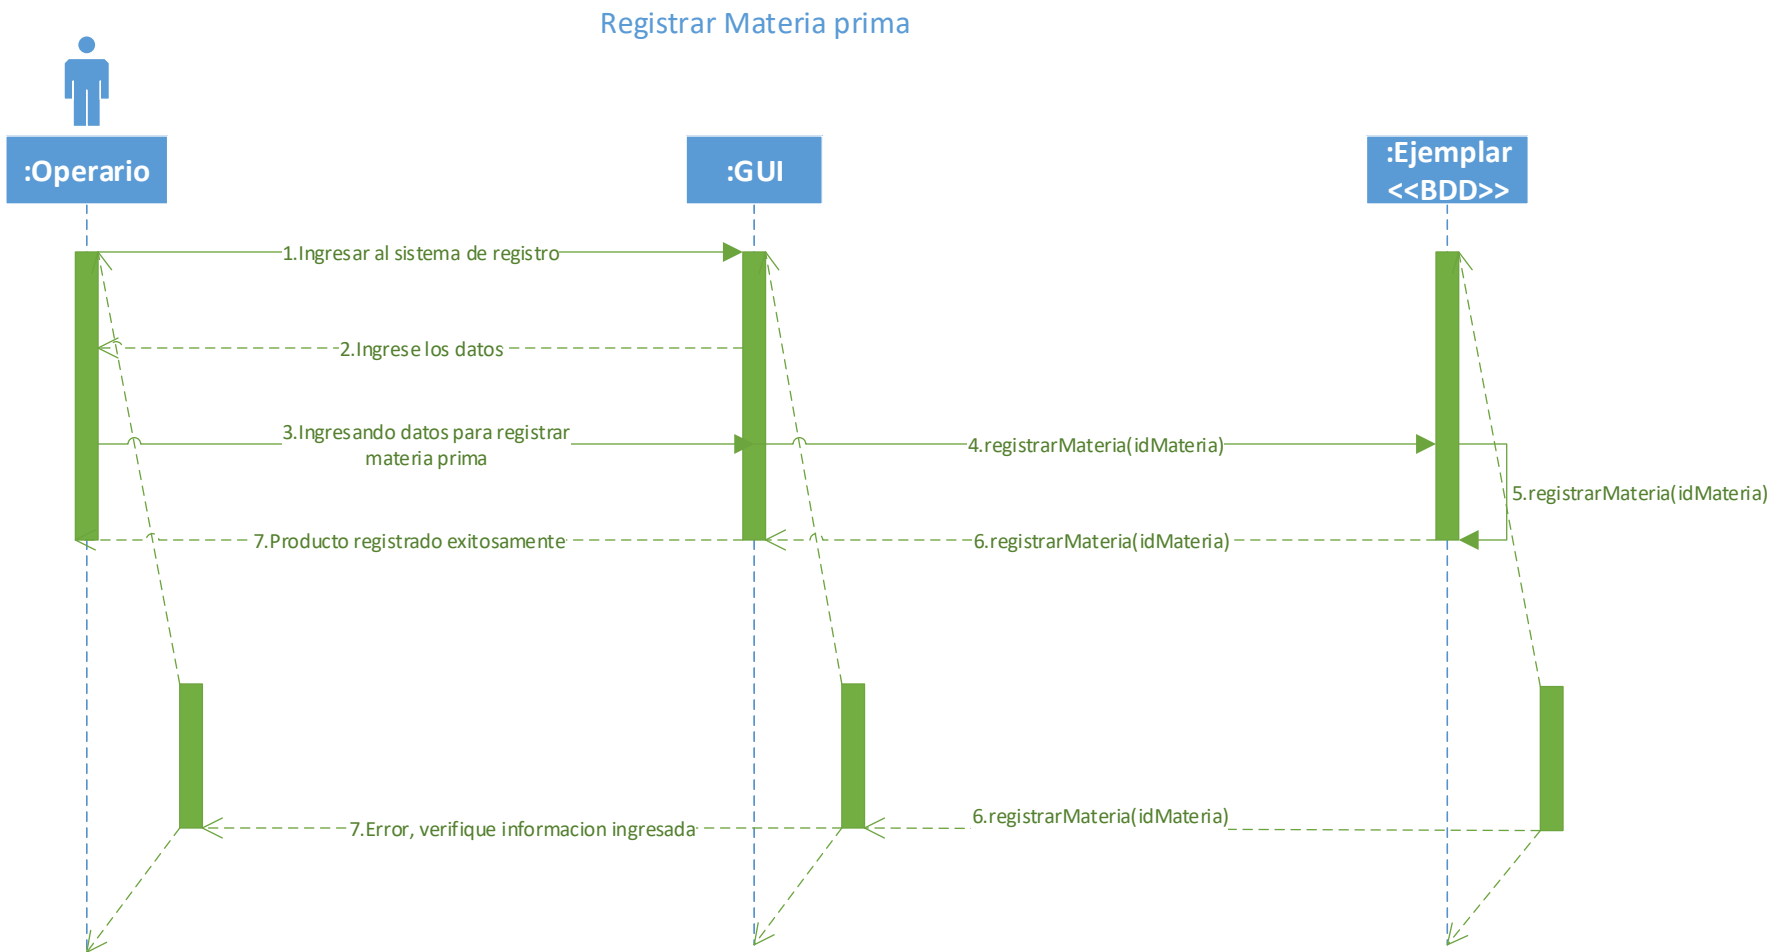 Registrar Materia prima
:Operario
:GUI
:Ejemplar
<<BDD>>
1.Ingresar al sistema de registro
2.Ingrese los datos
3.Ingresando datos para registrar
materia prima
4.registrarMateria(idMateria)
5.registrarMateria(idMateria)
7.Producto registrado exitosamente
6.registrarMateria(idMateria)
7.Error, verifique informacion ingresada
6.registrarMateria(idMateria)